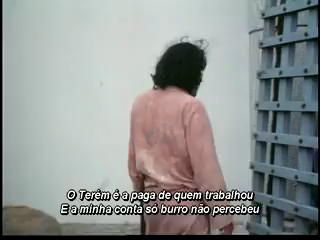 O Terém é a paga de quem trabalhou
E a minha conta só burro não percebeu